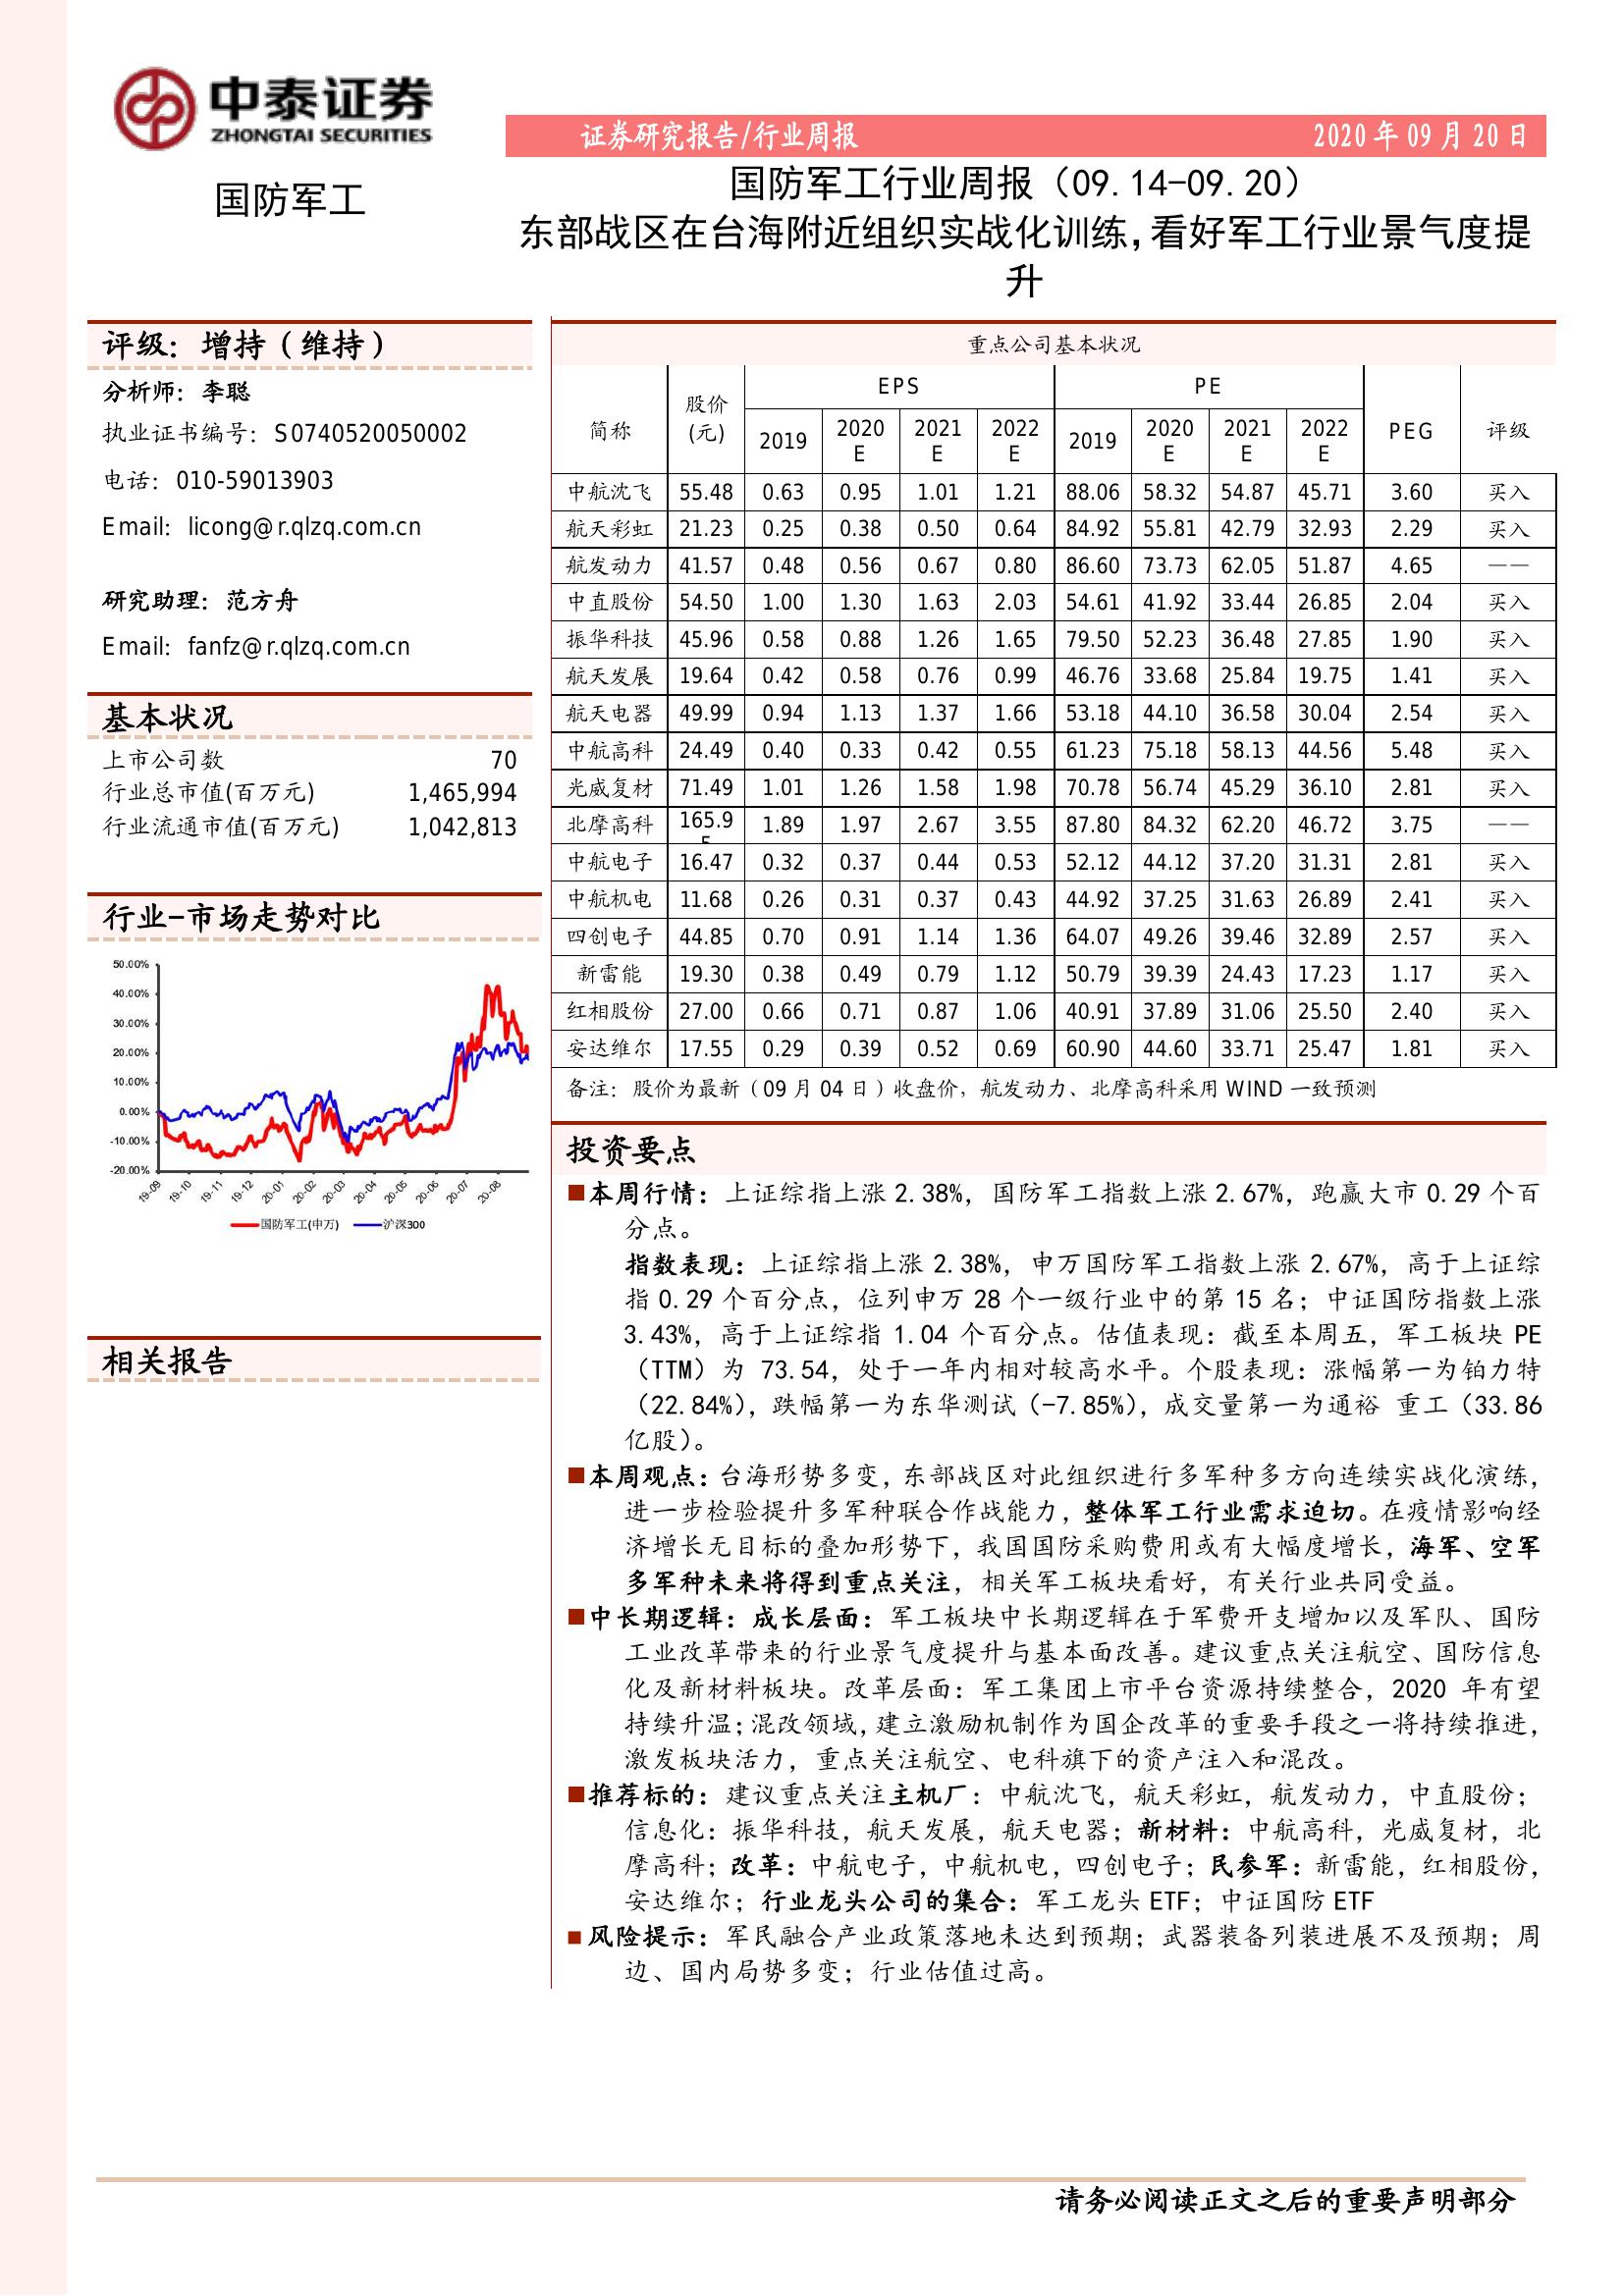 中泰证券
ZHONGTAI SECURITIES
证券研究报告/行业周报 2020 年 09 月 20 日
国防军工
国防军工行业周报（09.14-09.20）
东部战区在台海附近组织实战化训练,看好军工行业景气度提
升
评级：增持（维持）
分析师：李聪
执业证书编号：S0740520050002
电话：010-59013903
Email：licong@r.qlzq.com.cn
研究助理：范方舟
Email：fanfz@r.qlzq.com.cn
基本状况
上市公司数 70
行业总市值(百万元) 1,465,994
行业流通市值(百万元) 1,042,813
行业-市场走势对比
50.00%
40.00%
30.00%
20.00%
10.00%
0.00%
-10.00%
-20.00%
19-09 19-10 19-11 19-12 20-01 20-02 20-03 20-04 20-05 20-06 20-07 20-08
国防军工(申万) 沪深300
相关报告
重点公司基本状况
简称 股价(元) EPS PE PEG 评级
2019 2020E 2021E 2022E 2019 2020E 2021E 2022E
中航沈飞 55.48 0.63 0.95 1.01 1.21 88.06 58.32 54.87 45.71 3.60 买入
航天彩虹 21.23 0.25 0.38 0.50 0.64 84.92 55.81 42.79 32.93 2.29 买入
航发动力 41.57 0.48 0.56 0.67 0.80 86.60 73.73 62.05 51.87 4.65 ——
中直股份 54.50 1.00 1.30 1.63 2.03 54.61 41.92 33.44 26.85 2.04 买入
振华科技 45.96 0.58 0.88 1.26 1.65 79.50 52.23 36.48 27.85 1.90 买入
航天发展 19.64 0.42 0.58 0.76 0.99 46.76 33.68 25.84 19.75 1.41 买入
航天电器 49.99 0.94 1.13 1.37 1.66 53.18 44.10 36.58 30.04 2.54 买入
中航高科 24.49 0.40 0.33 0.42 0.55 61.23 75.18 58.13 44.56 5.48 买入
光威复材 71.49 1.01 1.26 1.58 1.98 70.78 56.74 45.29 36.10 2.81 买入
北摩高科 165.95 1.89 1.97 2.67 3.55 87.80 84.32 62.20 46.72 3.75 ——
中航电子 16.47 0.32 0.37 0.44 0.53 52.12 44.12 37.20 31.31 2.81 买入
中航机电 11.68 0.26 0.31 0.37 0.43 44.92 37.25 31.63 26.89 2.41 买入
四创电子 44.85 0.70 0.91 1.14 1.36 64.07 49.26 39.46 32.89 2.57 买入
新雷能 19.30 0.38 0.49 0.79 1.12 50.79 39.39 24.43 17.23 1.17 买入
红相股份 27.00 0.66 0.71 0.87 1.06 40.91 37.89 31.06 25.50 2.40 买入
安达维尔 17.55 0.29 0.39 0.52 0.69 60.90 44.60 33.71 25.47 1.81 买入
备注：股价为最新（09 月 04 日）收盘价，航发动力、北摩高科采用 WIND 一致预测
投资要点
■本周行情：上证综指上涨 2.38%，国防军工指数上涨 2.67%，跑赢大市 0.29 个百
分点。
指数表现：上证综指上涨 2.38%，申万国防军工指数上涨 2.67%，高于上证综
指 0.29 个百分点，位列申万 28 个一级行业中的第 15 名；中证国防指数上涨
3.43%，高于上证综指 1.04 个百分点。估值表现：截至本周五，军工板块 PE
（TTM）为 73.54，处于一年内相对较高水平。个股表现：涨幅第一为铂力特
（22.84%），跌幅第一为东华测试（-7.85%），成交量第一为通裕 重工（33.86
亿股）。
■本周观点：台海形势多变，东部战区对此组织进行多军种多方向连续实战化演练，
进一步检验提升多军种联合作战能力，整体军工行业需求迫切。在疫情影响经
济增长无目标的叠加形势下，我国国防采购费用或有大幅度增长，海军、空军
多军种未来将得到重点关注，相关军工板块看好，有关行业共同受益。
■中长期逻辑：成长层面：军工板块中长期逻辑在于军费开支增加以及军队、国防
工业改革带来的行业景气度提升与基本面改善。建议重点关注航空、国防信息
化及新材料板块。改革层面：军工集团上市平台资源持续整合，2020 年有望
持续升温；混改领域，建立激励机制作为国企改革的重要手段之一将持续推进，
激发板块活力，重点关注航空、电科旗下的资产注入和混改。
■推荐标的：建议重点关注主机厂：中航沈飞，航天彩虹，航发动力，中直股份；
信息化：振华科技，航天发展，航天电器；新材料：中航高科，光威复材，北
摩高科；改革：中航电子，中航机电，四创电子；民参军：新雷能，红相股份，
安达维尔；行业龙头公司的集合：军工龙头 ETF；中证国防 ETF
■风险提示：军民融合产业政策落地未达到预期；武器装备列装进展不及预期；周
边、国内局势多变；行业估值过高。
请务必阅读正文之后的重要声明部分